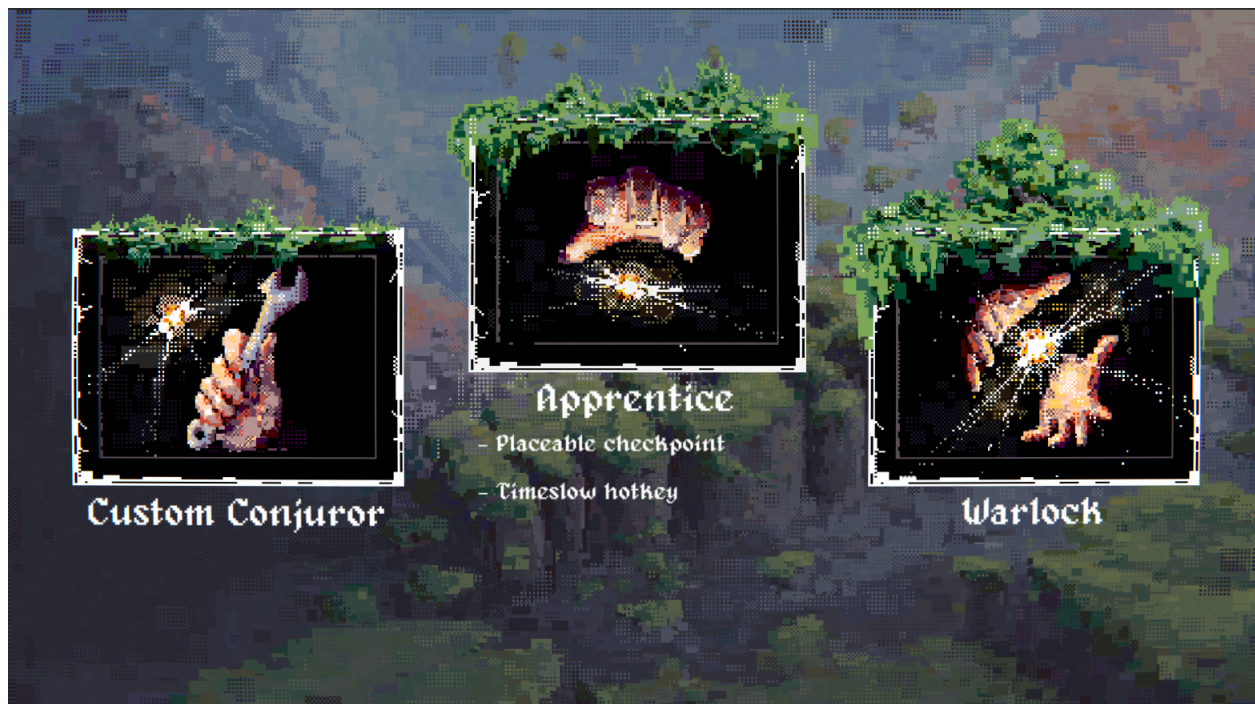 Custom Conjuror
Apprentice
- Placeable checkpoint
- Timeslow hotkey
Warlock